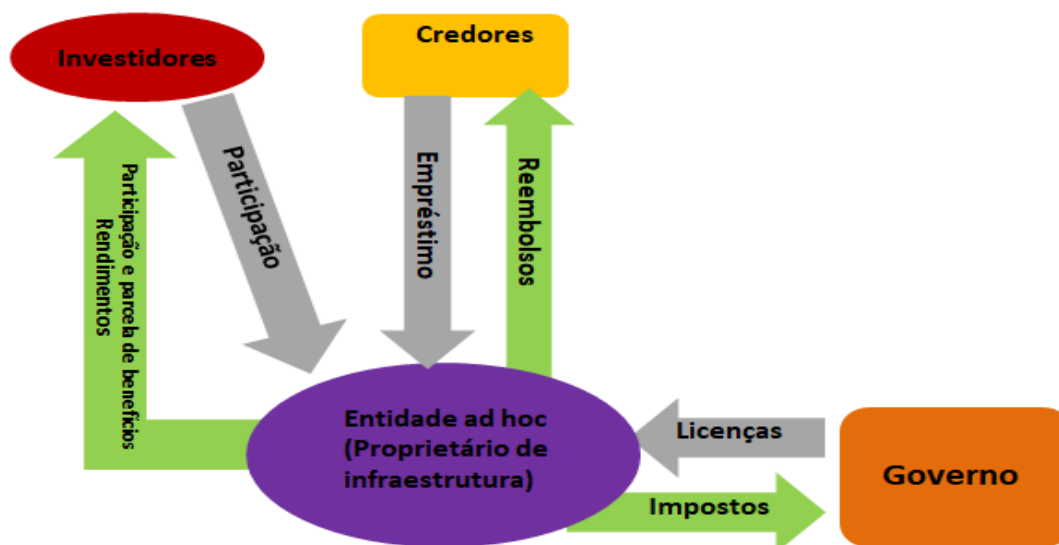 Investidores
Credores
Participação
Empréstimo
Reembolsos
Participação e parcela de benefícios
Rendimentos
Entidade ad hoc
(Proprietário de
infraestrutura)
Licenças
Governo
Impostos